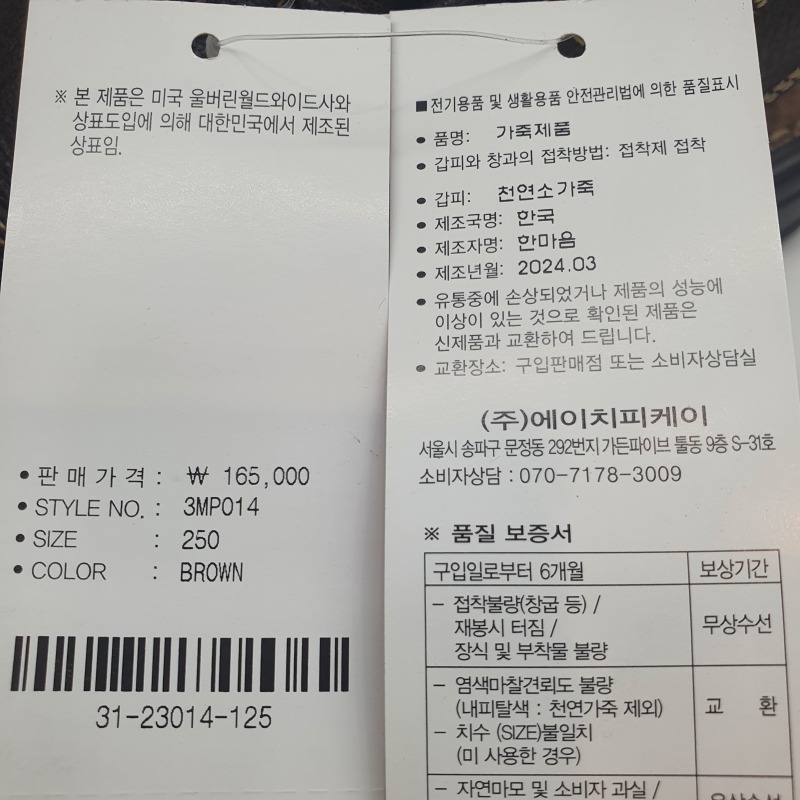 ※ 본 제품은 미국 울버린월드와이드사와
상표도입에 의해 대한민국에서 제조된
상표임.
• 판 매 가 격 : ₩ 165,000
• STYLE NO. : 3MP014
• SIZE : 250
• COLOR : BROWN
31-23014-125
■ 전기용품 및 생활용품 안전관리법에 의한 품질표시
• 품명: 가죽제품
• 갑피와 창과의 접착방법: 접착제 접착
• 갑피: 천연소가죽
• 제조국명: 한국
• 제조자명: 한마음
• 제조년월: 2024.03
• 유통중에 손상되었거나 제품의 성능에
이상이 있는 것으로 확인된 제품은
신제품과 교환하여 드립니다.
• 교환장소: 구입판매점 또는 소비자상담실
(주)에이치피케이
서울시 송파구 문정동 292번지 가든파이브 툴동 9층 S-31호
소비자상담 : 070-7178-3009
※ 품질 보증서
구입일로부터 6개월 보상기간
- 접착불량(창굽 등) /
재봉시 터짐 /
장식 및 부착물 불량
무상수선
- 염색마찰견뢰도 불량
(내피탈색 : 천연가죽 제외)
- 치수 (SIZE)불일치
(미 사용한 경우)
교 환
- 자연마모 및 소비자 과실 /
유상수선